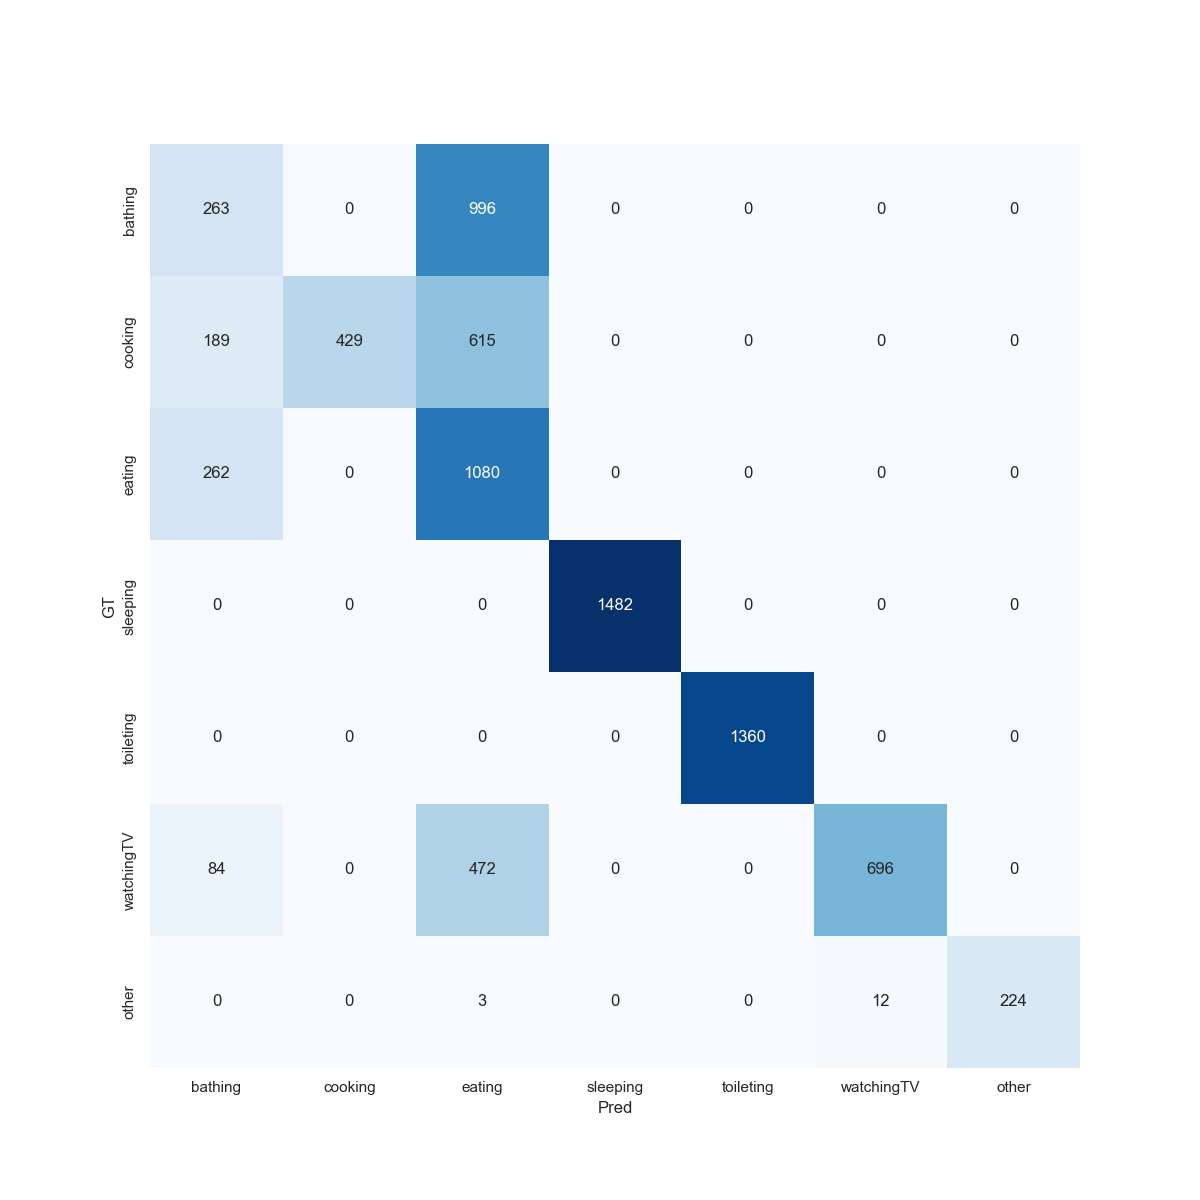 bathing 263 0 996 0 0 0 0
cooking 189 429 615 0 0 0 0
eating 262 0 1080 0 0 0 0
GT
sleeping 0 0 0 1482 0 0 0
toileting 0 0 0 0 1360 0 0
watchingTV 84 0 472 0 0 696 0
other 0 0 3 0 0 12 224
bathing cooking eating sleeping toileting watchingTV other
Pred